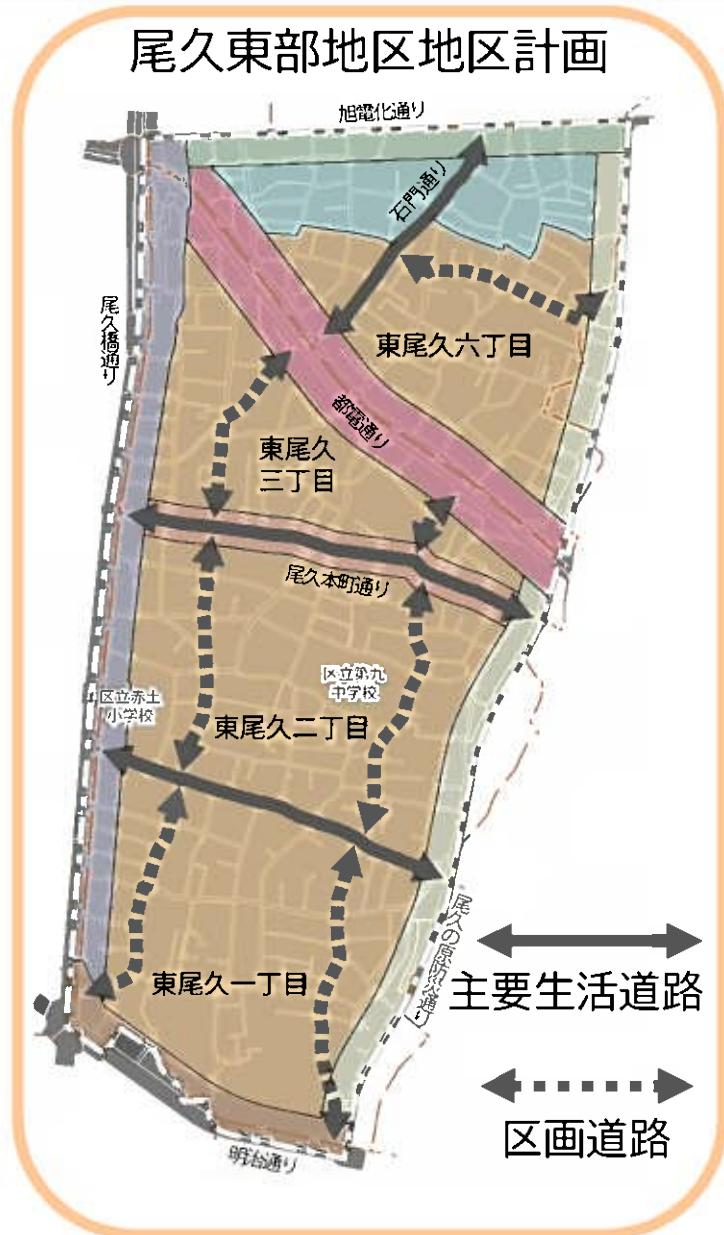 尾久東部地区地区計画
旭電化通り
石門通り
尾久橋通り
東尾久六丁目
都電通り
東尾久
三丁目
尾久本町通り
区立第九
中学校
区立赤土
小学校
東尾久二丁目
尾久の原防災通り
主要生活道路
東尾久一丁目
区画道路
明治通り